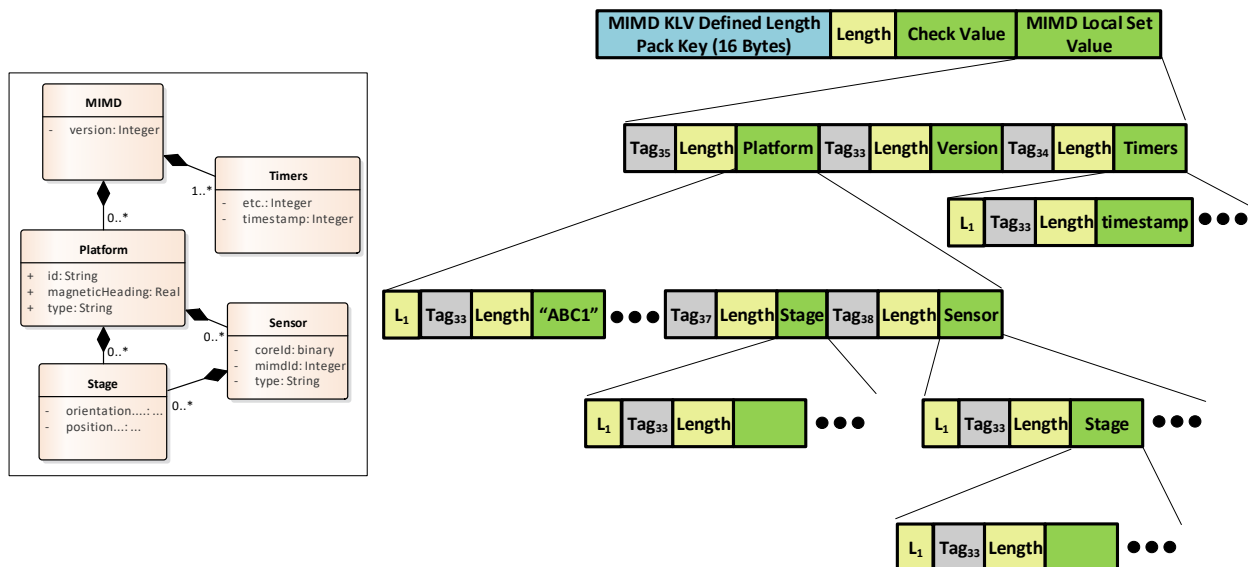 MIMD
- version: Integer
1..*
Timers
- etc.: Integer
- timestamp: Integer
0..*
Platform
+ id: String
+ magneticHeading: Real
+ type: String
0..*
Sensor
- coreId: binary
- mimdId: Integer
- type: String
0..*
Stage
- orientation....: ...
- position...: ...
0..*
MIMD KLV Defined Length
Pack Key (16 Bytes)
Length
Check Value
MIMD Local Set
Value
Tag35 Length Platform Tag33 Length Version Tag34 Length Timers
L1 Tag33 Length timestamp
L1 Tag33 Length “ABC1” Tag37 Length Stage Tag38 Length Sensor
L1 Tag33 Length
L1 Tag33 Length Stage
L1 Tag33 Length